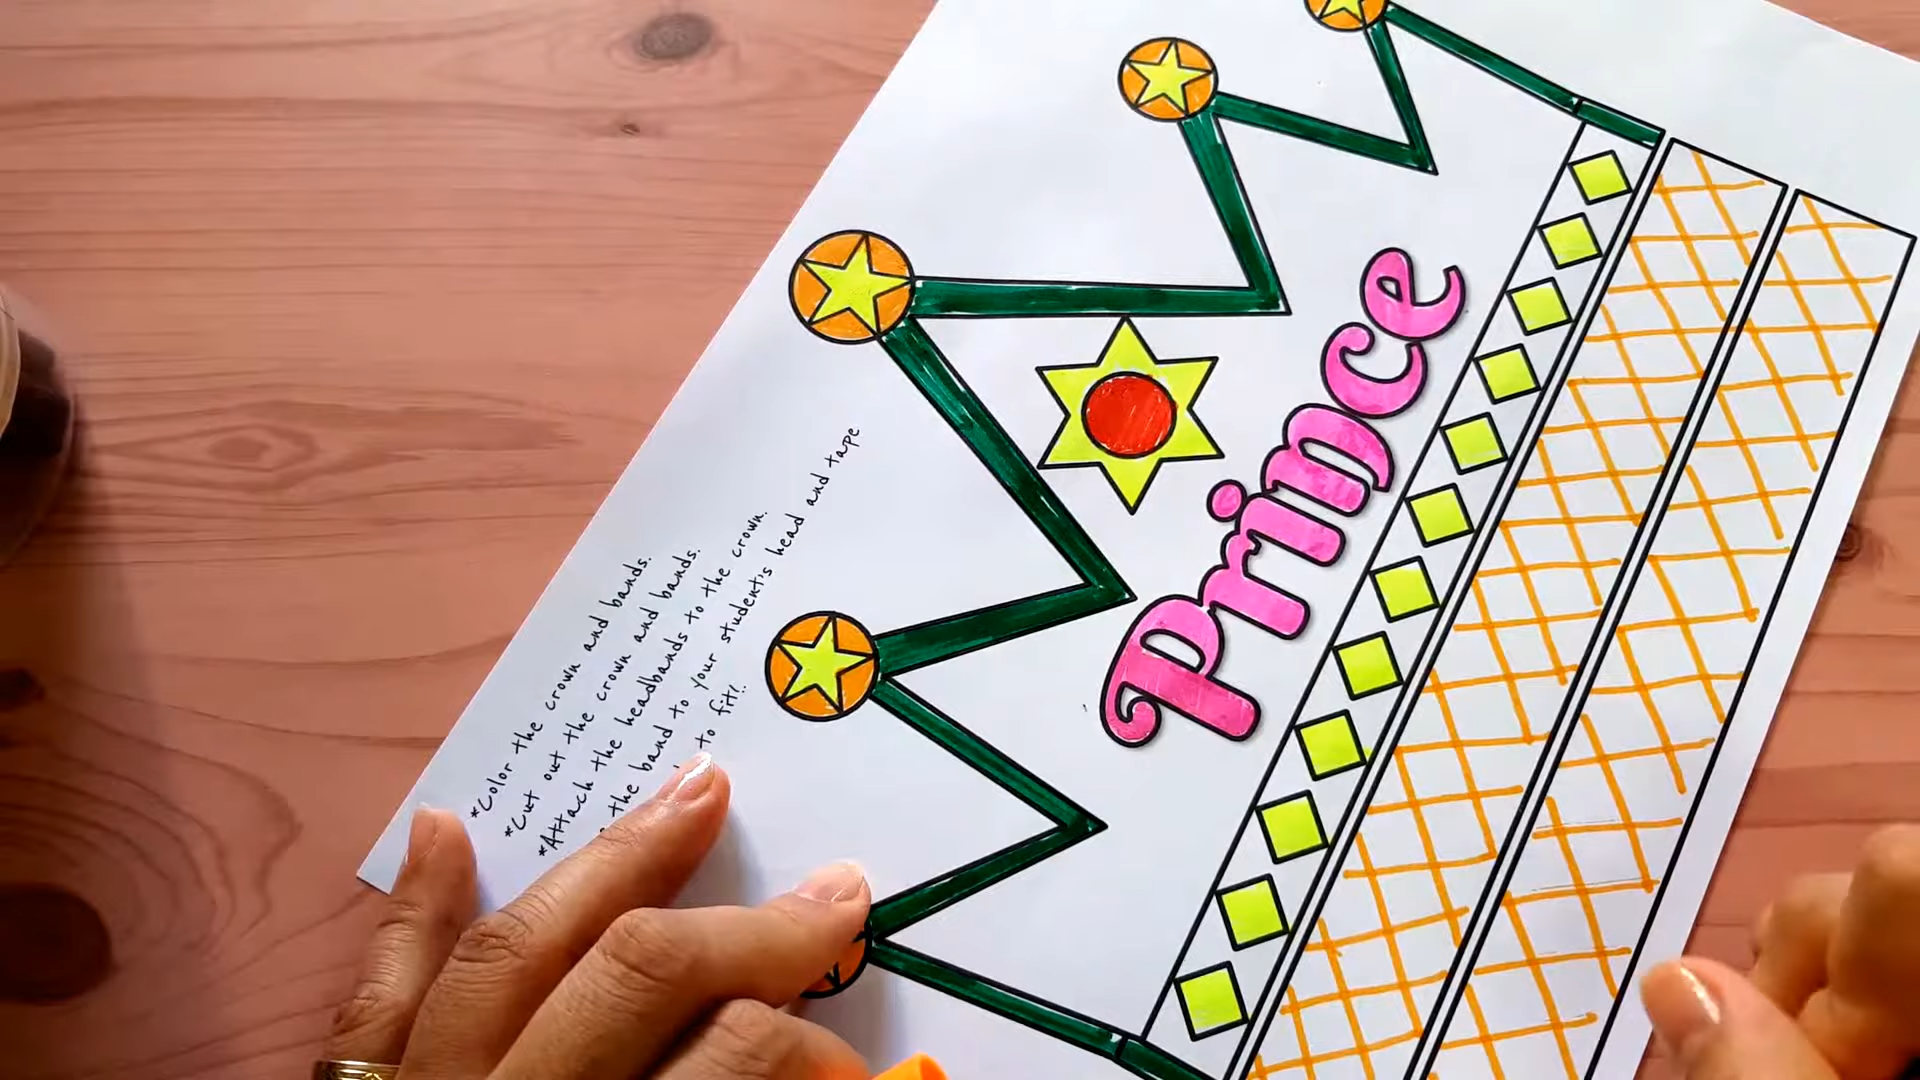 *Color the crown and bands.
*Cut out the crown and bands.
*Attach the headbands to the crown.
the band to your student's head and tape
to fit!!
Prince